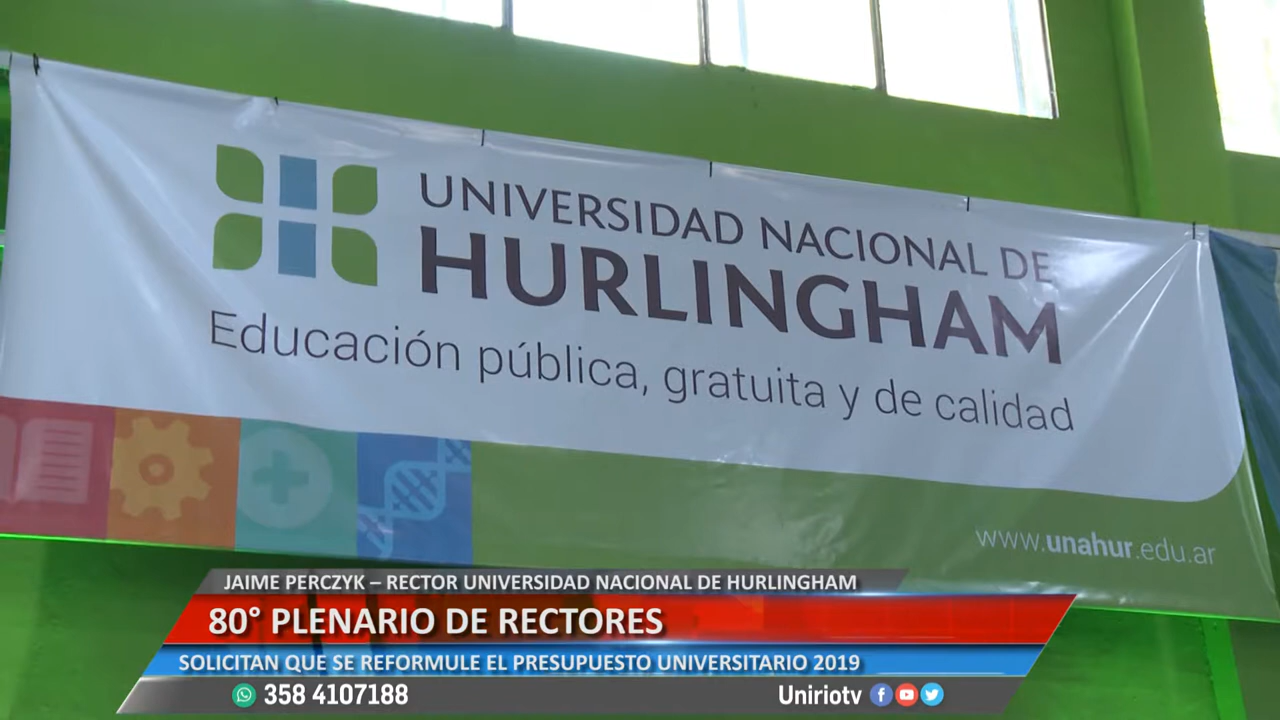 UNIVERSIDAD NACIONAL DE
HURLINGHAM
Educación pública, gratuita y de calidad
www.unahur.edu.ar
JAIME PERCZYK – RECTOR UNIVERSIDAD NACIONAL DE HURLINGHAM
80° PLENARIO DE RECTORES
SOLICITAN QUE SE REFORMULE EL PRESUPUESTO UNIVERSITARIO 2019
358 4107188
Uniriotv